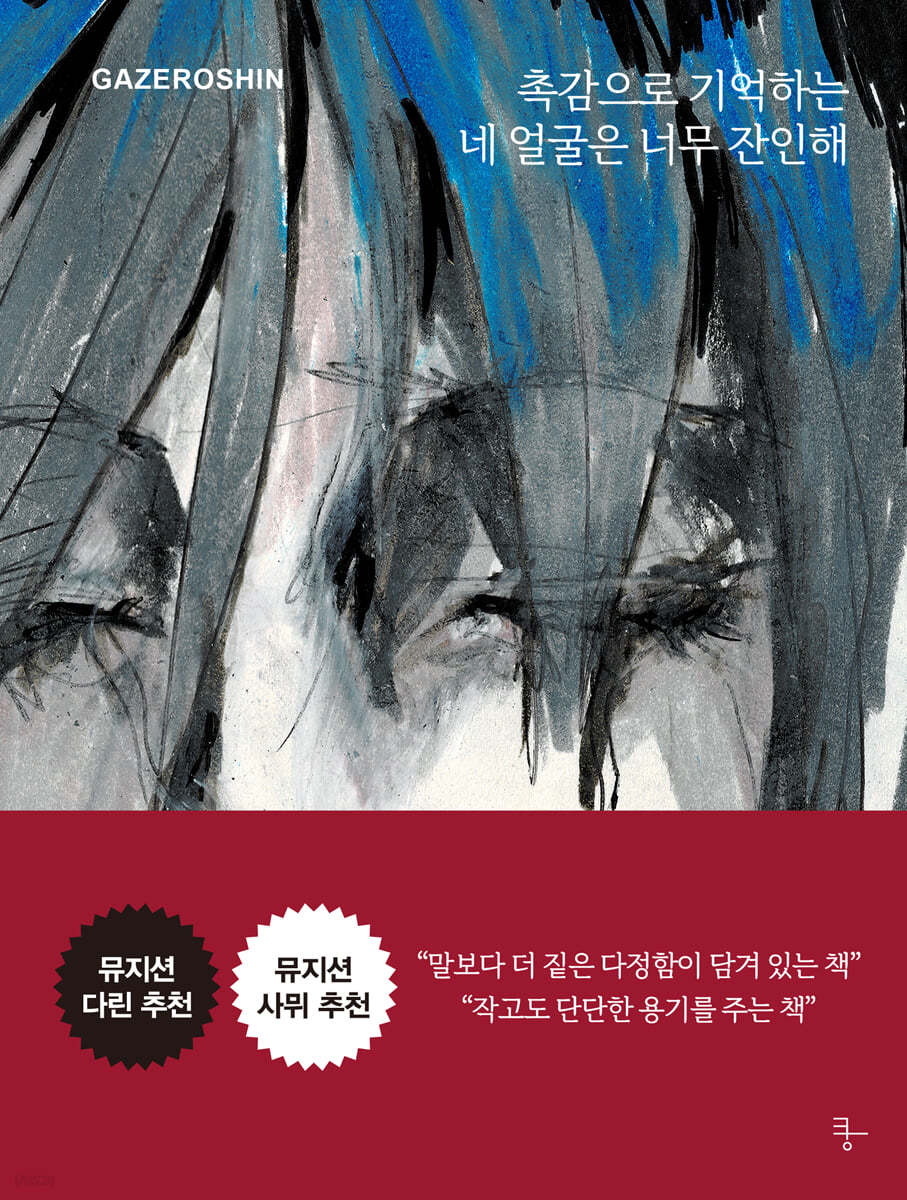 GAZEROSHIN
촉감으로 기억하는
네 얼굴은 너무 잔인해
뮤지션
다린 추천
뮤지션
사뮈 추천
“말보다 더 짙은 다정함이 담겨 있는 책”
“작고도 단단한 용기를 주는 책”
킁